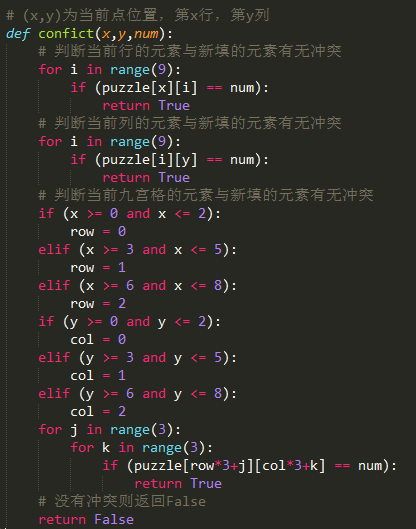 # (x,y)为当前点位置，第x行，第y列
def confict(x,y,num):
    # 判断当前行的元素与新填的元素有无冲突
    for i in range(9):
        if (puzzle[x][i] == num):
            return True
    # 判断当前列的元素与新填的元素有无冲突
    for i in range(9):
        if (puzzle[i][y] == num):
            return True
    # 判断当前九宫格的元素与新填的元素有无冲突
    if (x >= 0 and x <= 2):
        row = 0
    elif (x >= 3 and x <= 5):
        row = 1
    elif (x >= 6 and x <= 8):
        row = 2
    if (y >= 0 and y <= 2):
        col = 0
    elif (y >= 3 and y <= 5):
        col = 1
    elif (y >= 6 and y <= 8):
        col = 2
    for j in range(3):
        for k in range(3):
            if (puzzle[row*3+j][col*3+k] == num):
                return True
    # 没有冲突则返回False
    return False